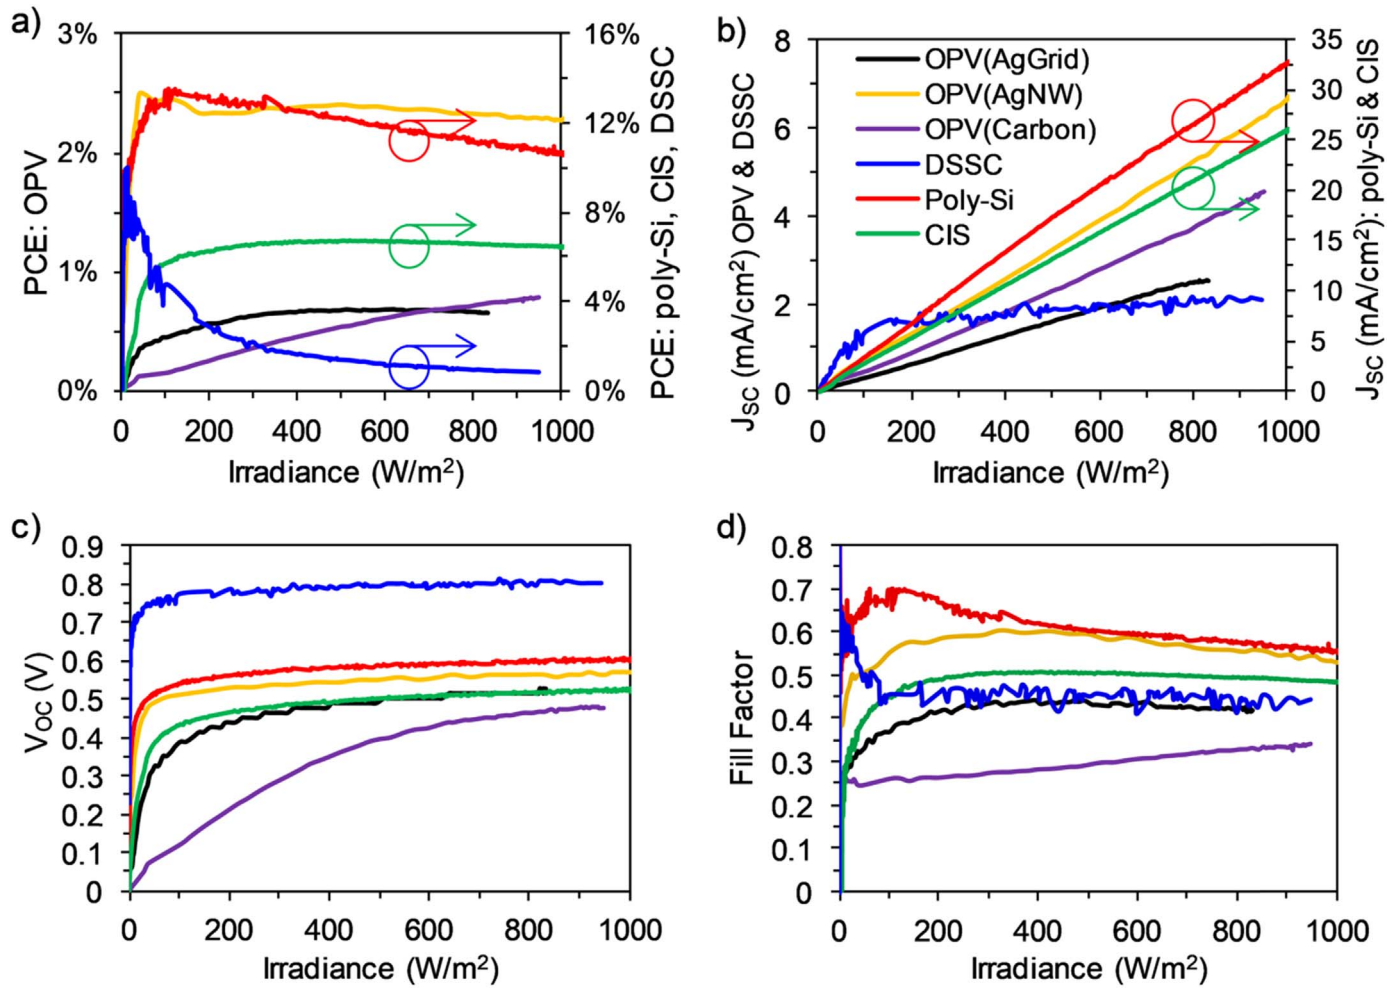 a)
3%
2%
1%
0%
PCE: OPV
16%
12%
8%
4%
0%
PCE: poly-Si, CIS, DSSC
0 200 400 600 800 1000
Irradiance (W/m²)
b)
8
6
4
2
0
J_SC (mA/cm²) OPV & DSSC
OPV(AgGrid)
OPV(AgNW)
OPV(Carbon)
DSSC
Poly-Si
CIS
35
30
25
20
15
10
5
0
J_SC (mA/cm²): poly-Si & CIS
0 200 400 600 800 1000
Irradiance (W/m²)
c)
0.9
0.8
0.7
0.6
0.5
0.4
0.3
0.2
0.1
0
V_OC (V)
0 200 400 600 800 1000
Irradiance (W/m²)
d)
0.8
0.7
0.6
0.5
0.4
0.3
0.2
0.1
0
Fill Factor
0 200 400 600 800 1000
Irradiance (W/m²)